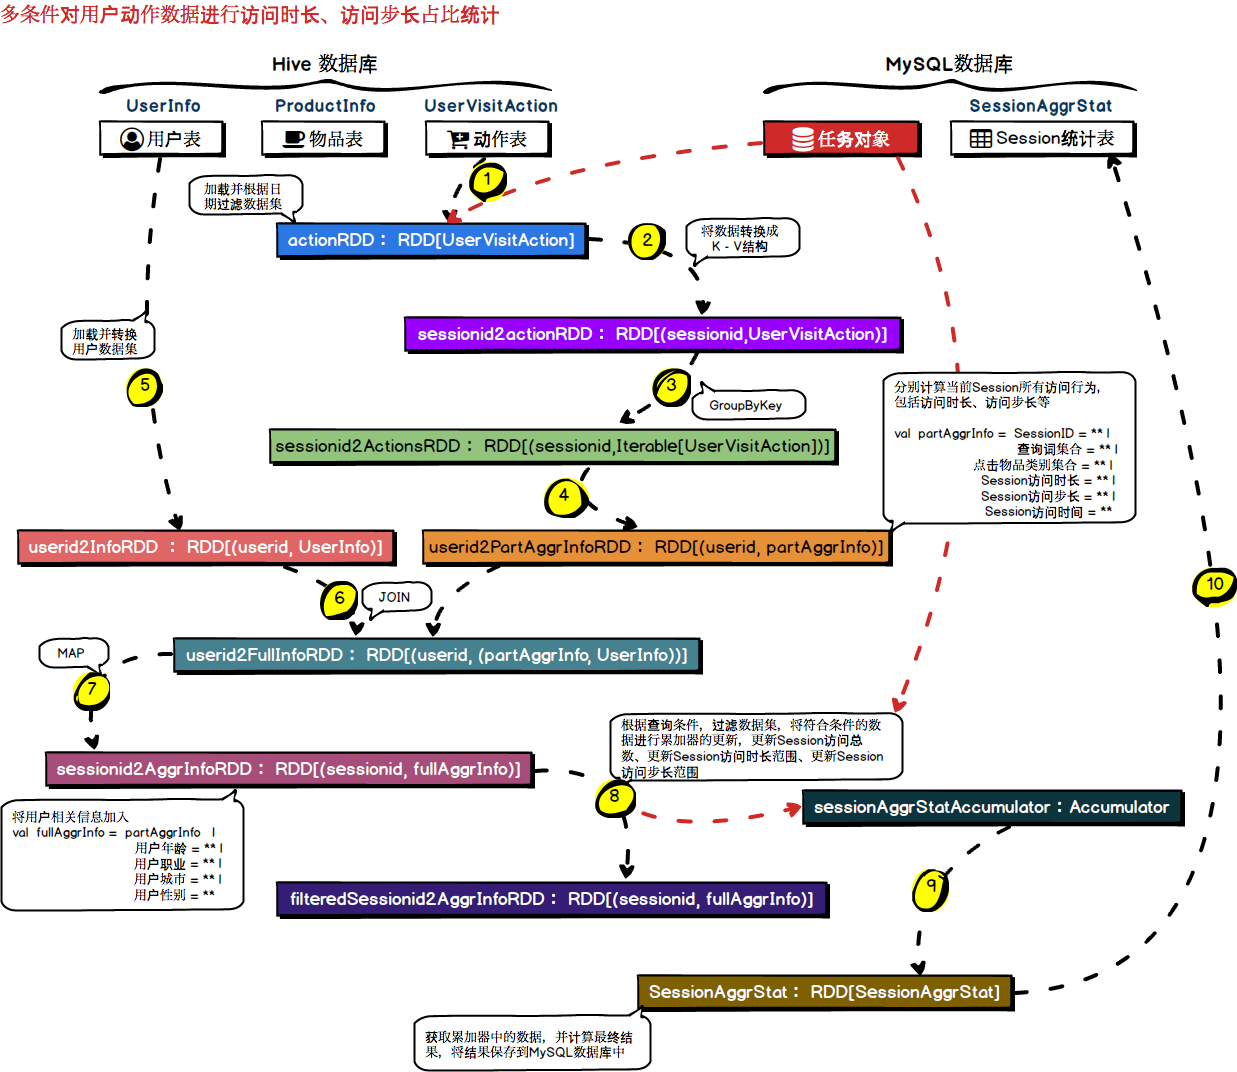 多条件对用户动作数据进行访问时长、访问步长占比统计
Hive 数据库
MySQL数据库
UserInfo
ProductInfo
UserVisitAction
SessionAggrStat
用户表
物品表
动作表
任务对象
Session统计表
1
加载并根据日
期过滤数据集
actionRDD： RDD[UserVisitAction]
2
将数据转换成
K - V结构
sessionid2actionRDD： RDD[(sessionid,UserVisitAction)]
加载并转换
用户数据集
5
3
GroupByKey
分别计算当前Session所有访问行为，
包括访问时长、访问步长等
val partAggrInfo = SessionID = ** |
查询词集合 = ** |
点击物品类别集合 = ** |
Session访问时长 = ** |
Session访问步长 = ** |
Session访问时间 = **
sessionid2ActionsRDD： RDD[(sessionid,Iterable[UserVisitAction])]
4
userid2InfoRDD ： RDD[(userid, UserInfo)]
userid2PartAggrInfoRDD： RDD[(userid, partAggrInfo)]
6
JOIN
10
userid2FullInfoRDD： RDD[(userid, (partAggrInfo, UserInfo))]
MAP
7
根据查询条件，过滤数据集，将符合条件的数
据进行累加器的更新，更新Session访问总
数、更新Session访问时长范围、更新Session
访问步长范围
sessionid2AggrInfoRDD： RDD[(sessionid, fullAggrInfo)]
8
sessionAggrStatAccumulator：Accumulator
将用户相关信息加入
val fullAggrInfo = partAggrInfo |
用户年龄 = ** |
用户职业 = ** |
用户城市 = ** |
用户性别 = **
9
filteredSessionid2AggrInfoRDD： RDD[(sessionid, fullAggrInfo)]
SessionAggrStat： RDD[SessionAggrStat]
获取累加器中的数据，并计算最终结
果，将结果保存到MySQL数据库中